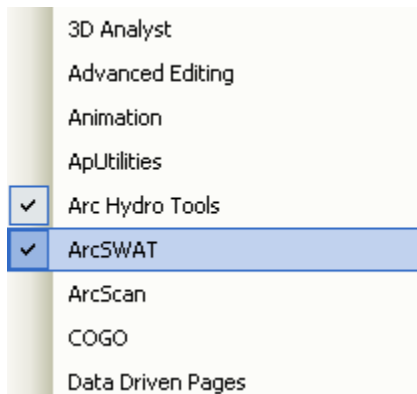 3D Analyst
Advanced Editing
Animation
ApUtilities
Arc Hydro Tools
ArcSWAT
ArcScan
COGO
Data Driven Pages